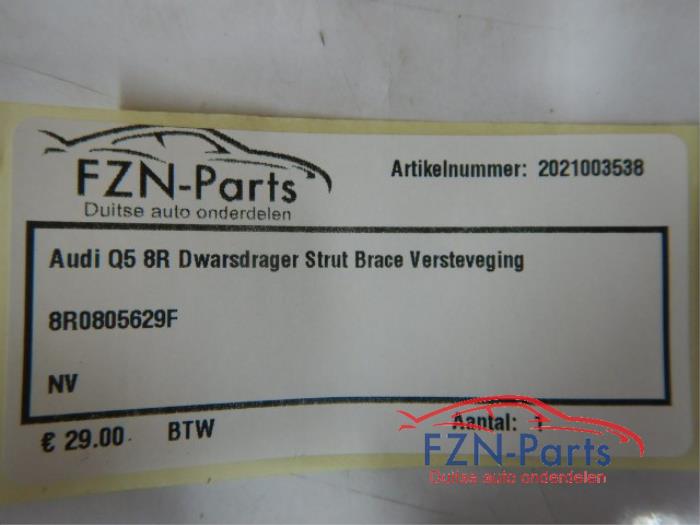 FZN-Parts
Duitse auto onderdelen
Artikelnummer: 2021003538
Audi Q5 8R Dwarsdrager Strut Brace Versteveging
8R0805629F
NV
€ 29.00 BTW Aantal: 1
FZN-Parts
Duitse auto onderdelen